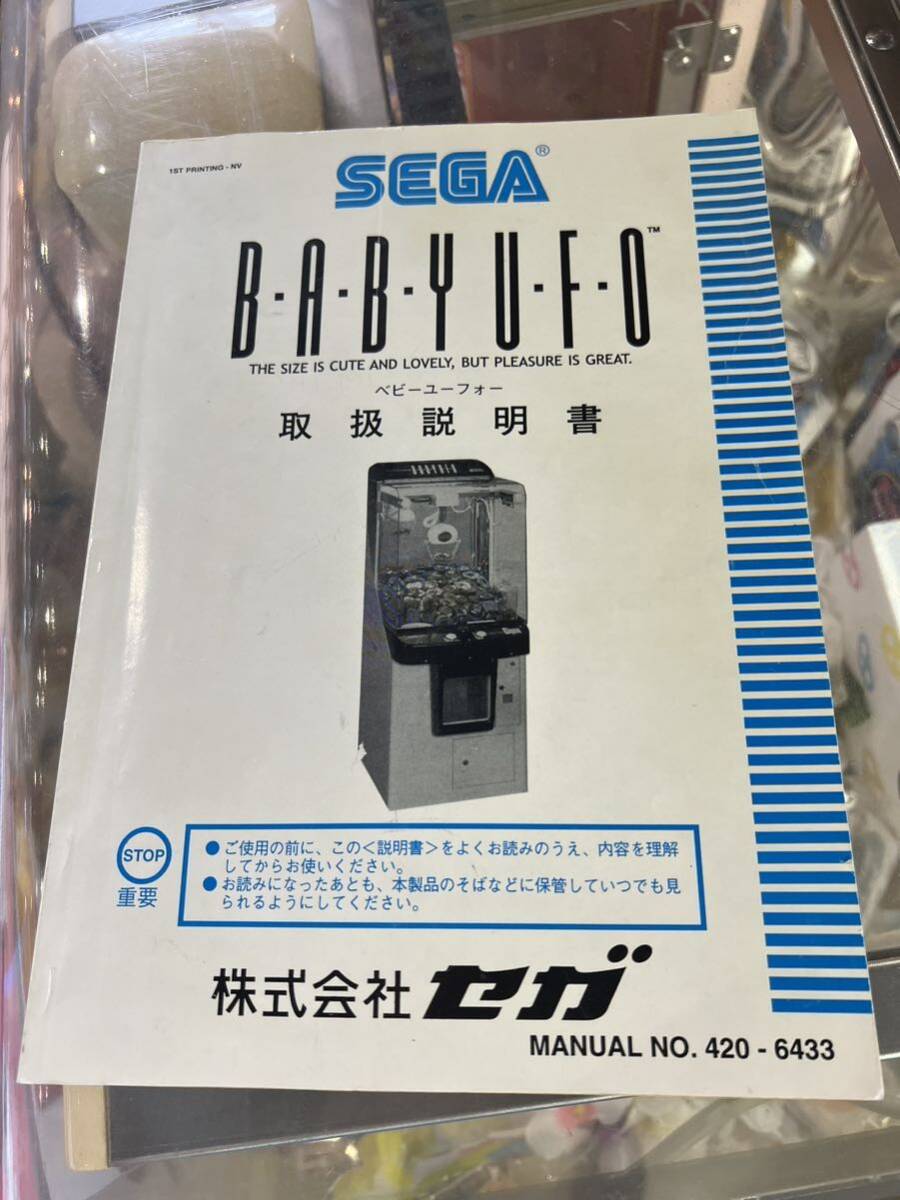 1ST PRINTING - NV
SEGA®
B·A·B·Y U·F·O™
THE SIZE IS CUTE AND LOVELY, BUT PLEASURE IS GREAT.
ベビーユーフォー
取扱説明書
BABYUFO
STOP
重要
●ご使用の前に、この＜説明書＞をよくお読みのうえ、内容を理解
してからお使いください。
●お読みになったあとも、本製品のそばなどに保管していつでも見
られるようにしてください。
株式会社 セガ
MANUAL NO. 420 - 6433